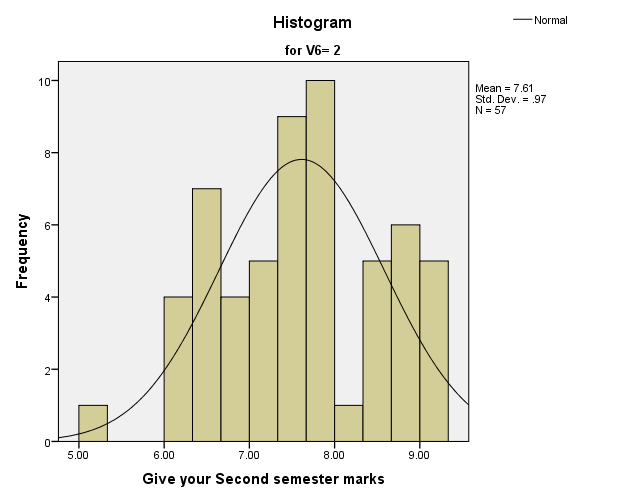 Histogram
for V6= 2
Normal
Mean = 7.61
Std. Dev. = .97
N = 57
Frequency
10
8
6
4
2
0
5.00 6.00 7.00 8.00 9.00
Give your Second semester marks